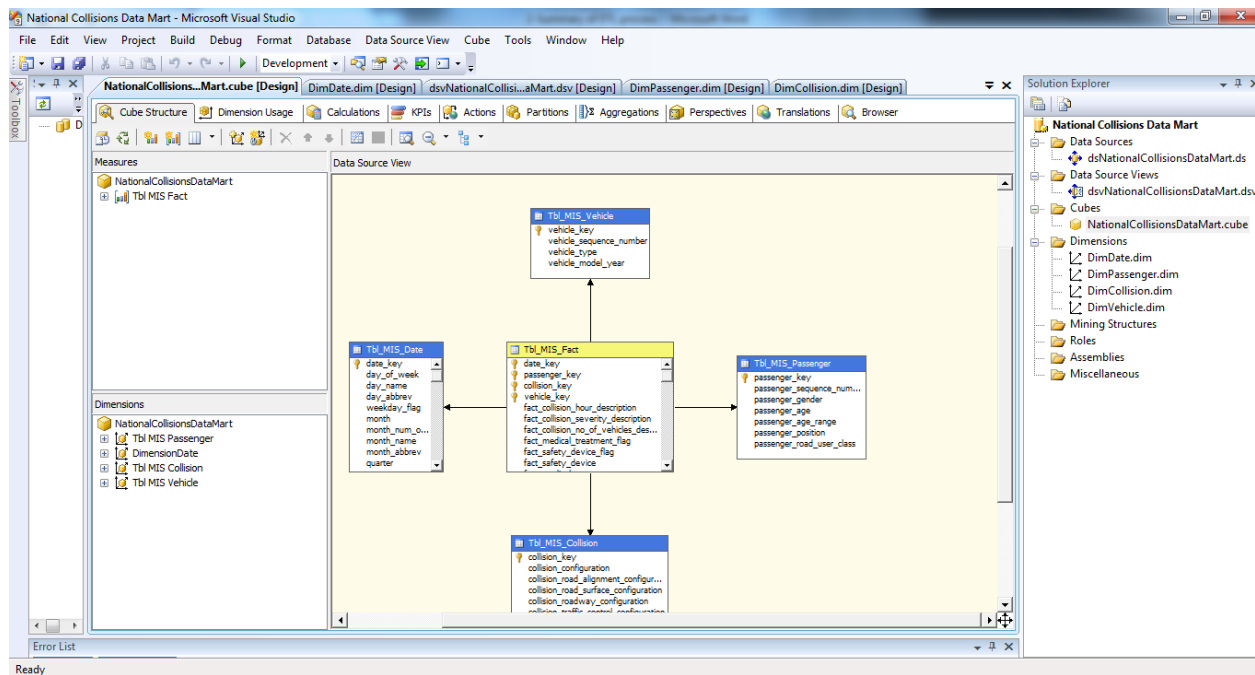 National Collisions Data Mart - Microsoft Visual Studio
File Edit View Project Build Debug Format Database Data Source View Cube Tools Window Help
Development
Toolbox
D
NationalCollisions...Mart.cube [Design] DimDate.dim [Design] dsvNationalCollisi...aMart.dsv [Design] DimPassenger.dim [Design] DimCollision.dim [Design]
Cube Structure Dimension Usage Calculations KPIs Actions Partitions Aggregations Perspectives Translations Browser
Measures
NationalCollisionsDataMart
Tbl MIS Fact
Dimensions
NationalCollisionsDataMart
Tbl MIS Passenger
DimensionDate
Tbl MIS Collision
Tbl MIS Vehicle
Data Source View
Tbl_MIS_Vehicle
vehicle_key
vehicle_sequence_number
vehicle_type
vehicle_model_year
Tbl_MIS_Date
date_key
day_of_week
day_name
day_abbrev
weekday_flag
month
month_num_o...
month_name
month_abbrev
quarter
Tbl_MIS_Fact
date_key
passenger_key
collision_key
vehicle_key
fact_collision_hour_description
fact_collision_severity_description
fact_collision_no_of_vehicles_des...
fact_medical_treatment_flag
fact_safety_device_flag
fact_safety_device
Tbl_MIS_Passenger
passenger_key
passenger_sequence_num...
passenger_gender
passenger_age
passenger_age_range
passenger_position
passenger_road_user_class
Tbl_MIS_Collision
collision_key
collision_configuration
collision_road_alignment_configur...
collision_road_surface_configuration
collision_roadway_configuration
collision_traffic_control_configuration
Solution Explorer
National Collisions Data Mart
Data Sources
dsNationalCollisionsDataMart.ds
Data Source Views
dsvNationalCollisionsDataMart.dsv
Cubes
NationalCollisionsDataMart.cube
Dimensions
DimDate.dim
DimPassenger.dim
DimCollision.dim
DimVehicle.dim
Mining Structures
Roles
Assemblies
Miscellaneous
Error List
Ready